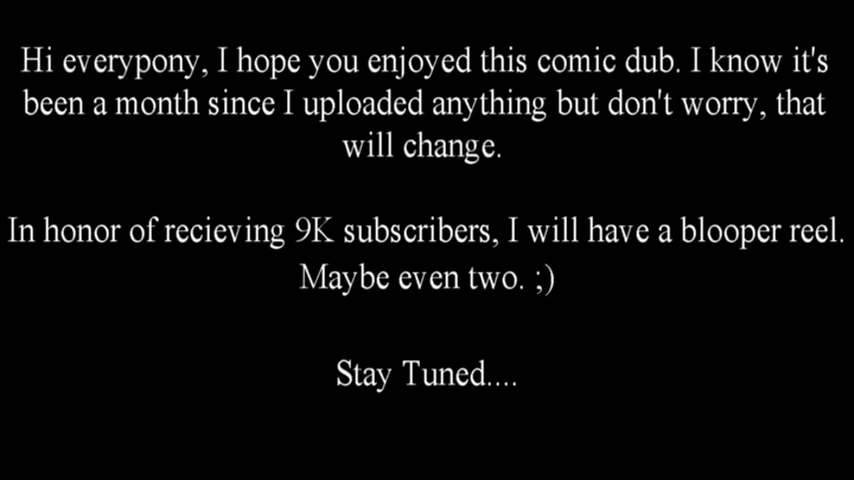 Hi everypony, I hope you enjoyed this comic dub. I know it's
been a month since I uploaded anything but don't worry, that
will change.
In honor of recieving 9K subscribers, I will have a blooper reel.
Maybe even two. ;)
Stay Tuned....